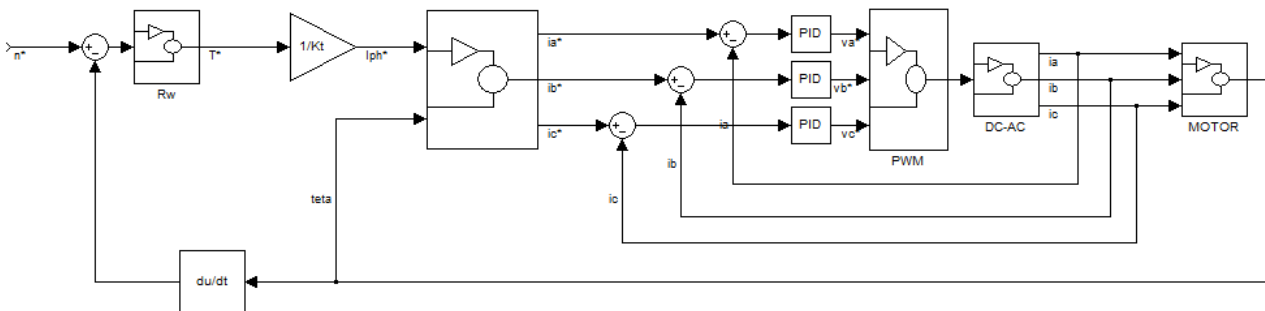 n*
+
-
Rw
T*
1/Kt
Iph*
ia*
ib*
ic*
+
-
+
-
+
-
ia
ib
ic
PID
PID
PID
va*
vb*
vc
PWM
DC-AC
ia
ib
ic
MOTOR
teta
du/dt